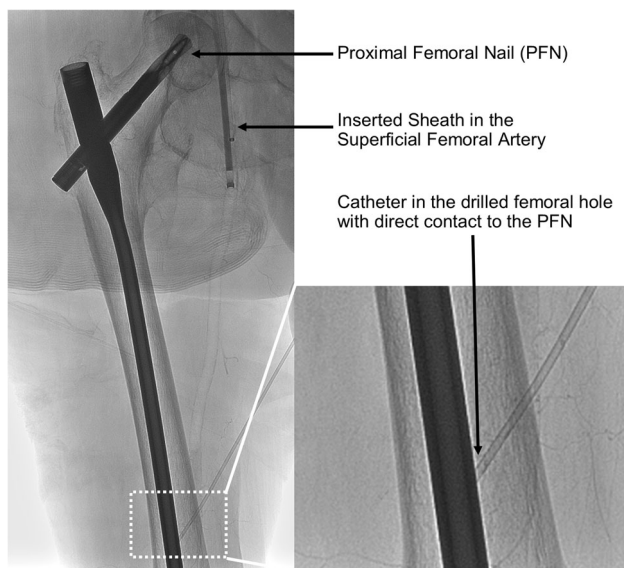 Proximal Femoral Nail (PFN)
Inserted Sheath in the
Superficial Femoral Artery
Catheter in the drilled femoral hole
with direct contact to the PFN